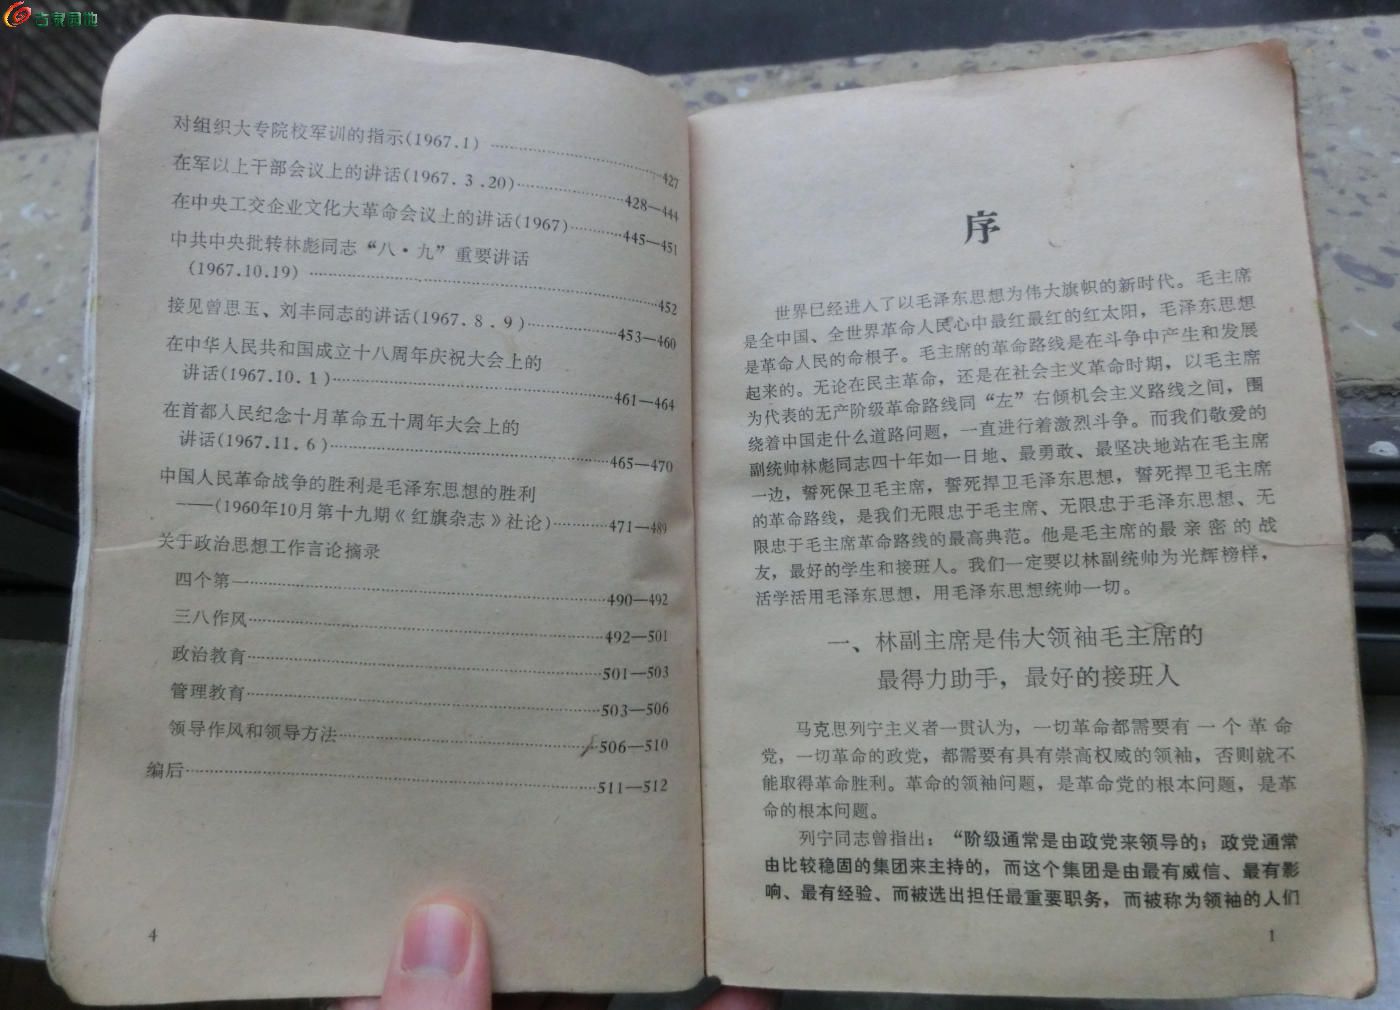 古泉园地
对组织大专院校军训的指示(1967.1) ……………………427
在军以上干部会议上的讲话(1967.3.20)……………428—444
在中央工交企业文化大革命会议上的讲话(1967)………445—451
中共中央批转林彪同志“八·九”重要讲话
(1967.10.19) ……………………………………………452
接见曾思玉、刘丰同志的讲话(1967.8.9)……………453—460
在中华人民共和国成立十八周年庆祝大会上的
讲话(1967.10.1)……………………………………461—464
在首都人民纪念十月革命五十周年大会上的
讲话(1967.11.6)……………………………………465—470
中国人民革命战争的胜利是毛泽东思想的胜利
——(1960年10月第十九期《红旗杂志》社论)………471—489
关于政治思想工作言论摘录
四个第一………………………………………………490—492
三八作风………………………………………………492—501
政治教育………………………………………………501—503
管理教育………………………………………………503—506
领导作风和领导方法…………………………………506—510
编后……………………………………………………511—512
4
序
世界已经进入了以毛泽东思想为伟大旗帜的新时代。毛主席
是全中国、全世界革命人民心中最红最红的红太阳，毛泽东思想
是革命人民的命根子。毛主席的革命路线是在斗争中产生和发展
起来的。无论在民主革命，还是在社会主义革命时期，以毛主席
为代表的无产阶级革命路线同“左”右倾机会主义路线之间，围
绕着中国走什么道路问题，一直进行着激烈斗争。而我们敬爱的
副统帅林彪同志四十年如一日地、最勇敢、最坚决地站在毛主席
一边，誓死保卫毛主席，誓死捍卫毛泽东思想，誓死捍卫毛主席
的革命路线，是我们无限忠于毛主席、无限忠于毛泽东思想、无
限忠于毛主席革命路线的最高典范。他是毛主席的最亲密的战
友，最好的学生和接班人。我们一定要以林副统帅为光辉榜样，
活学活用毛泽东思想，用毛泽东思想统帅一切。
一、林副主席是伟大领袖毛主席的
最得力助手，最好的接班人
马克思列宁主义者一贯认为，一切革命都需要有一个革命
党，一切革命的政党，都需要有具有崇高权威的领袖，否则就不
能取得革命胜利。革命的领袖问题，是革命党的根本问题，是革
命的根本问题。
列宁同志曾指出：“阶级通常是由政党来领导的；政党通常
由比较稳固的集团来主持的，而这个集团是由最有威信、最有影
响、最有经验、而被选出担任最重要职务，而被称为领袖的人们
1